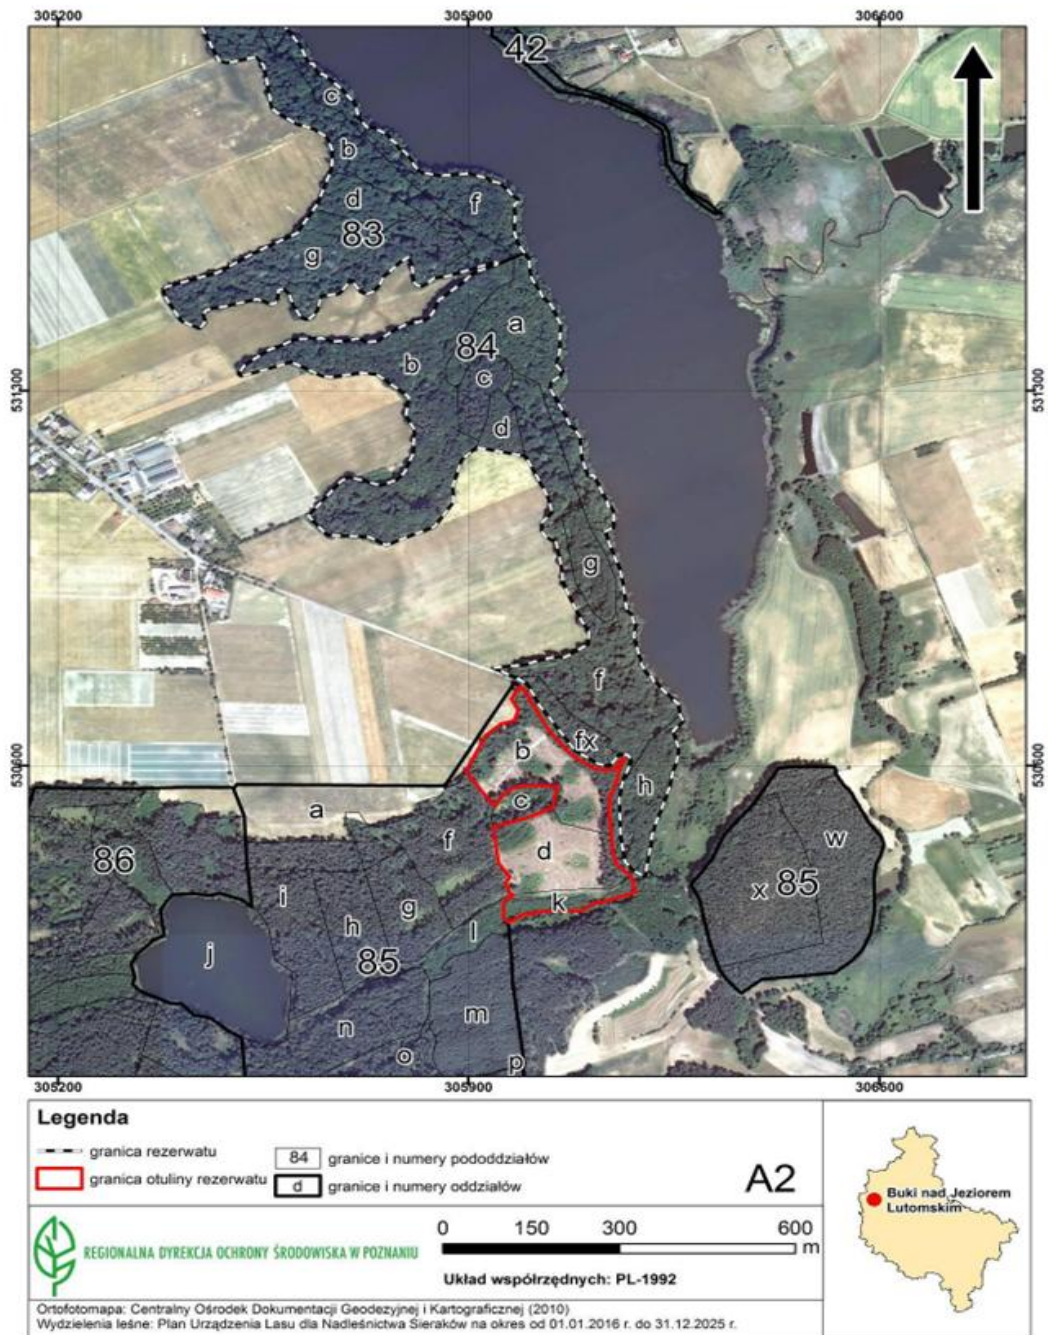 305200 305900 306600
42
c
b
d
f
83
g
a
84
b
c
531300 531300
d
g
f
fx
b
530600 530600
h
c
a
f
w
86
d
x 85
i
g
k
h
l
j
85
m
n
o
p
305200 305900 306600
Legenda
granica rezerwatu
granica otuliny rezerwatu
84 granice i numery pododdziałów
d granice i numery oddziałów
A2
Buki nad Jeziorem
Lutomskim
REGIONALNA DYREKCJA OCHRONY ŚRODOWISKA W POZNANIU
0 150 300 600
m
Układ współrzędnych: PL-1992
Ortofotomapa: Centralny Ośrodek Dokumentacji Geodezyjnej i Kartograficznej (2010)
Wydzielenia leśne: Plan Urządzenia Lasu dla Nadleśnictwa Sieraków na okres od 01.01.2016 r. do 31.12.2025 r.